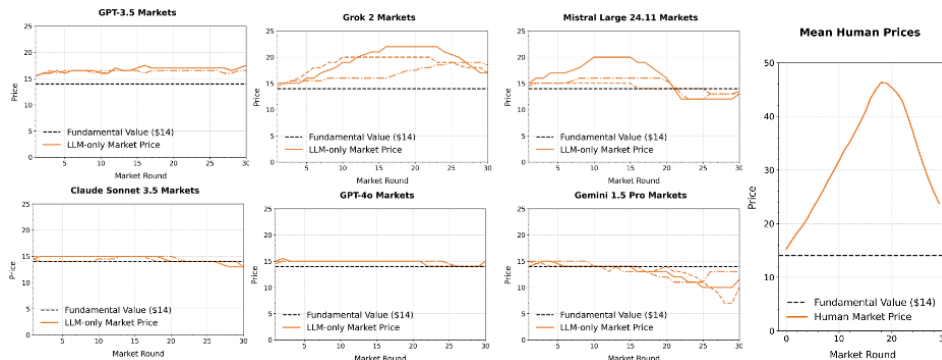 GPT-3.5 Markets
25
20
15
10
5
0
Price
5 10 15 20 25 30
Market Round
Fundamental Value ($14)
LLM-only Market Price
Grok 2 Markets
25
20
15
10
5
0
Price
5 10 15 20 25 30
Market Round
Fundamental Value ($14)
LLM-only Market Price
Mistral Large 24.11 Markets
25
20
15
10
5
0
Price
5 10 15 20 25 30
Market Round
Fundamental Value ($14)
LLM-only Market Price
Claude Sonnet 3.5 Markets
25
20
15
10
5
0
Price
5 10 15 20 25 30
Market Round
Fundamental Value ($14)
LLM-only Market Price
GPT-4o Markets
25
20
15
10
5
0
Price
5 10 15 20 25 30
Market Round
Fundamental Value ($14)
LLM-only Market Price
Gemini 1.5 Pro Markets
25
20
15
10
5
0
Price
5 10 15 20 25 30
Market Round
Fundamental Value ($14)
LLM-only Market Price
Mean Human Prices
50
40
30
20
10
0
Price
0 10 20
Market Round
Fundamental Value ($14)
Human Market Price